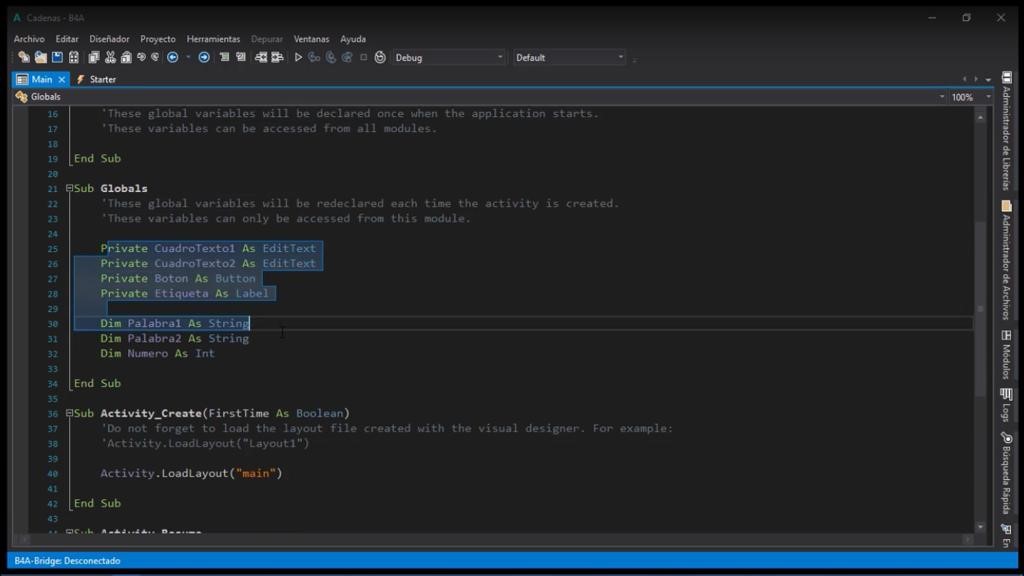 Cadenas - B4A
Archivo Editar Diseñador Proyecto Herramientas Depurar Ventanas Ayuda
Debug Default
Main Starter
Globals 100%
16 'These global variables will be declared once when the application starts.
17 'These variables can be accessed from all modules.
18
19 End Sub
20
21 Sub Globals
22 'These global variables will be redeclared each time the activity is created.
23 'These variables can only be accessed from this module.
24
25 Private CuadroTexto1 As EditText
26 Private CuadroTexto2 As EditText
27 Private Boton As Button
28 Private Etiqueta As Label
29
30 Dim Palabra1 As String
31 Dim Palabra2 As String
32 Dim Numero As Int
33
34 End Sub
35
36 Sub Activity_Create(FirstTime As Boolean)
37 'Do not forget to load the layout file created with the visual designer. For example:
38 'Activity.LoadLayout("Layout1")
39
40 Activity.LoadLayout("main")
41
42 End Sub
43
Administrador de Librerías
Administrador de Archivos
Módulos
Logs
Búsqueda Rápida
B4A-Bridge: Desconectado